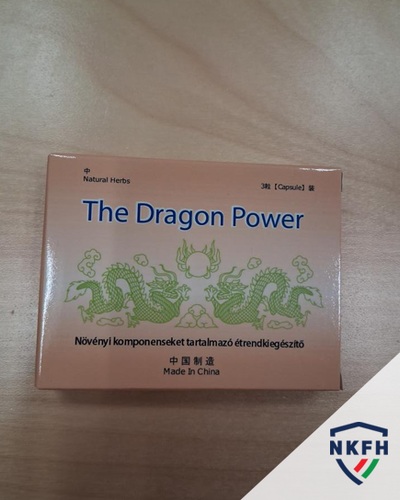 中
Natural Herbs
3粒【Capsule】装
The Dragon Power
Növényi komponenseket tartalmazó étrendkiegészítő
中国制造
Made In China
NKFH